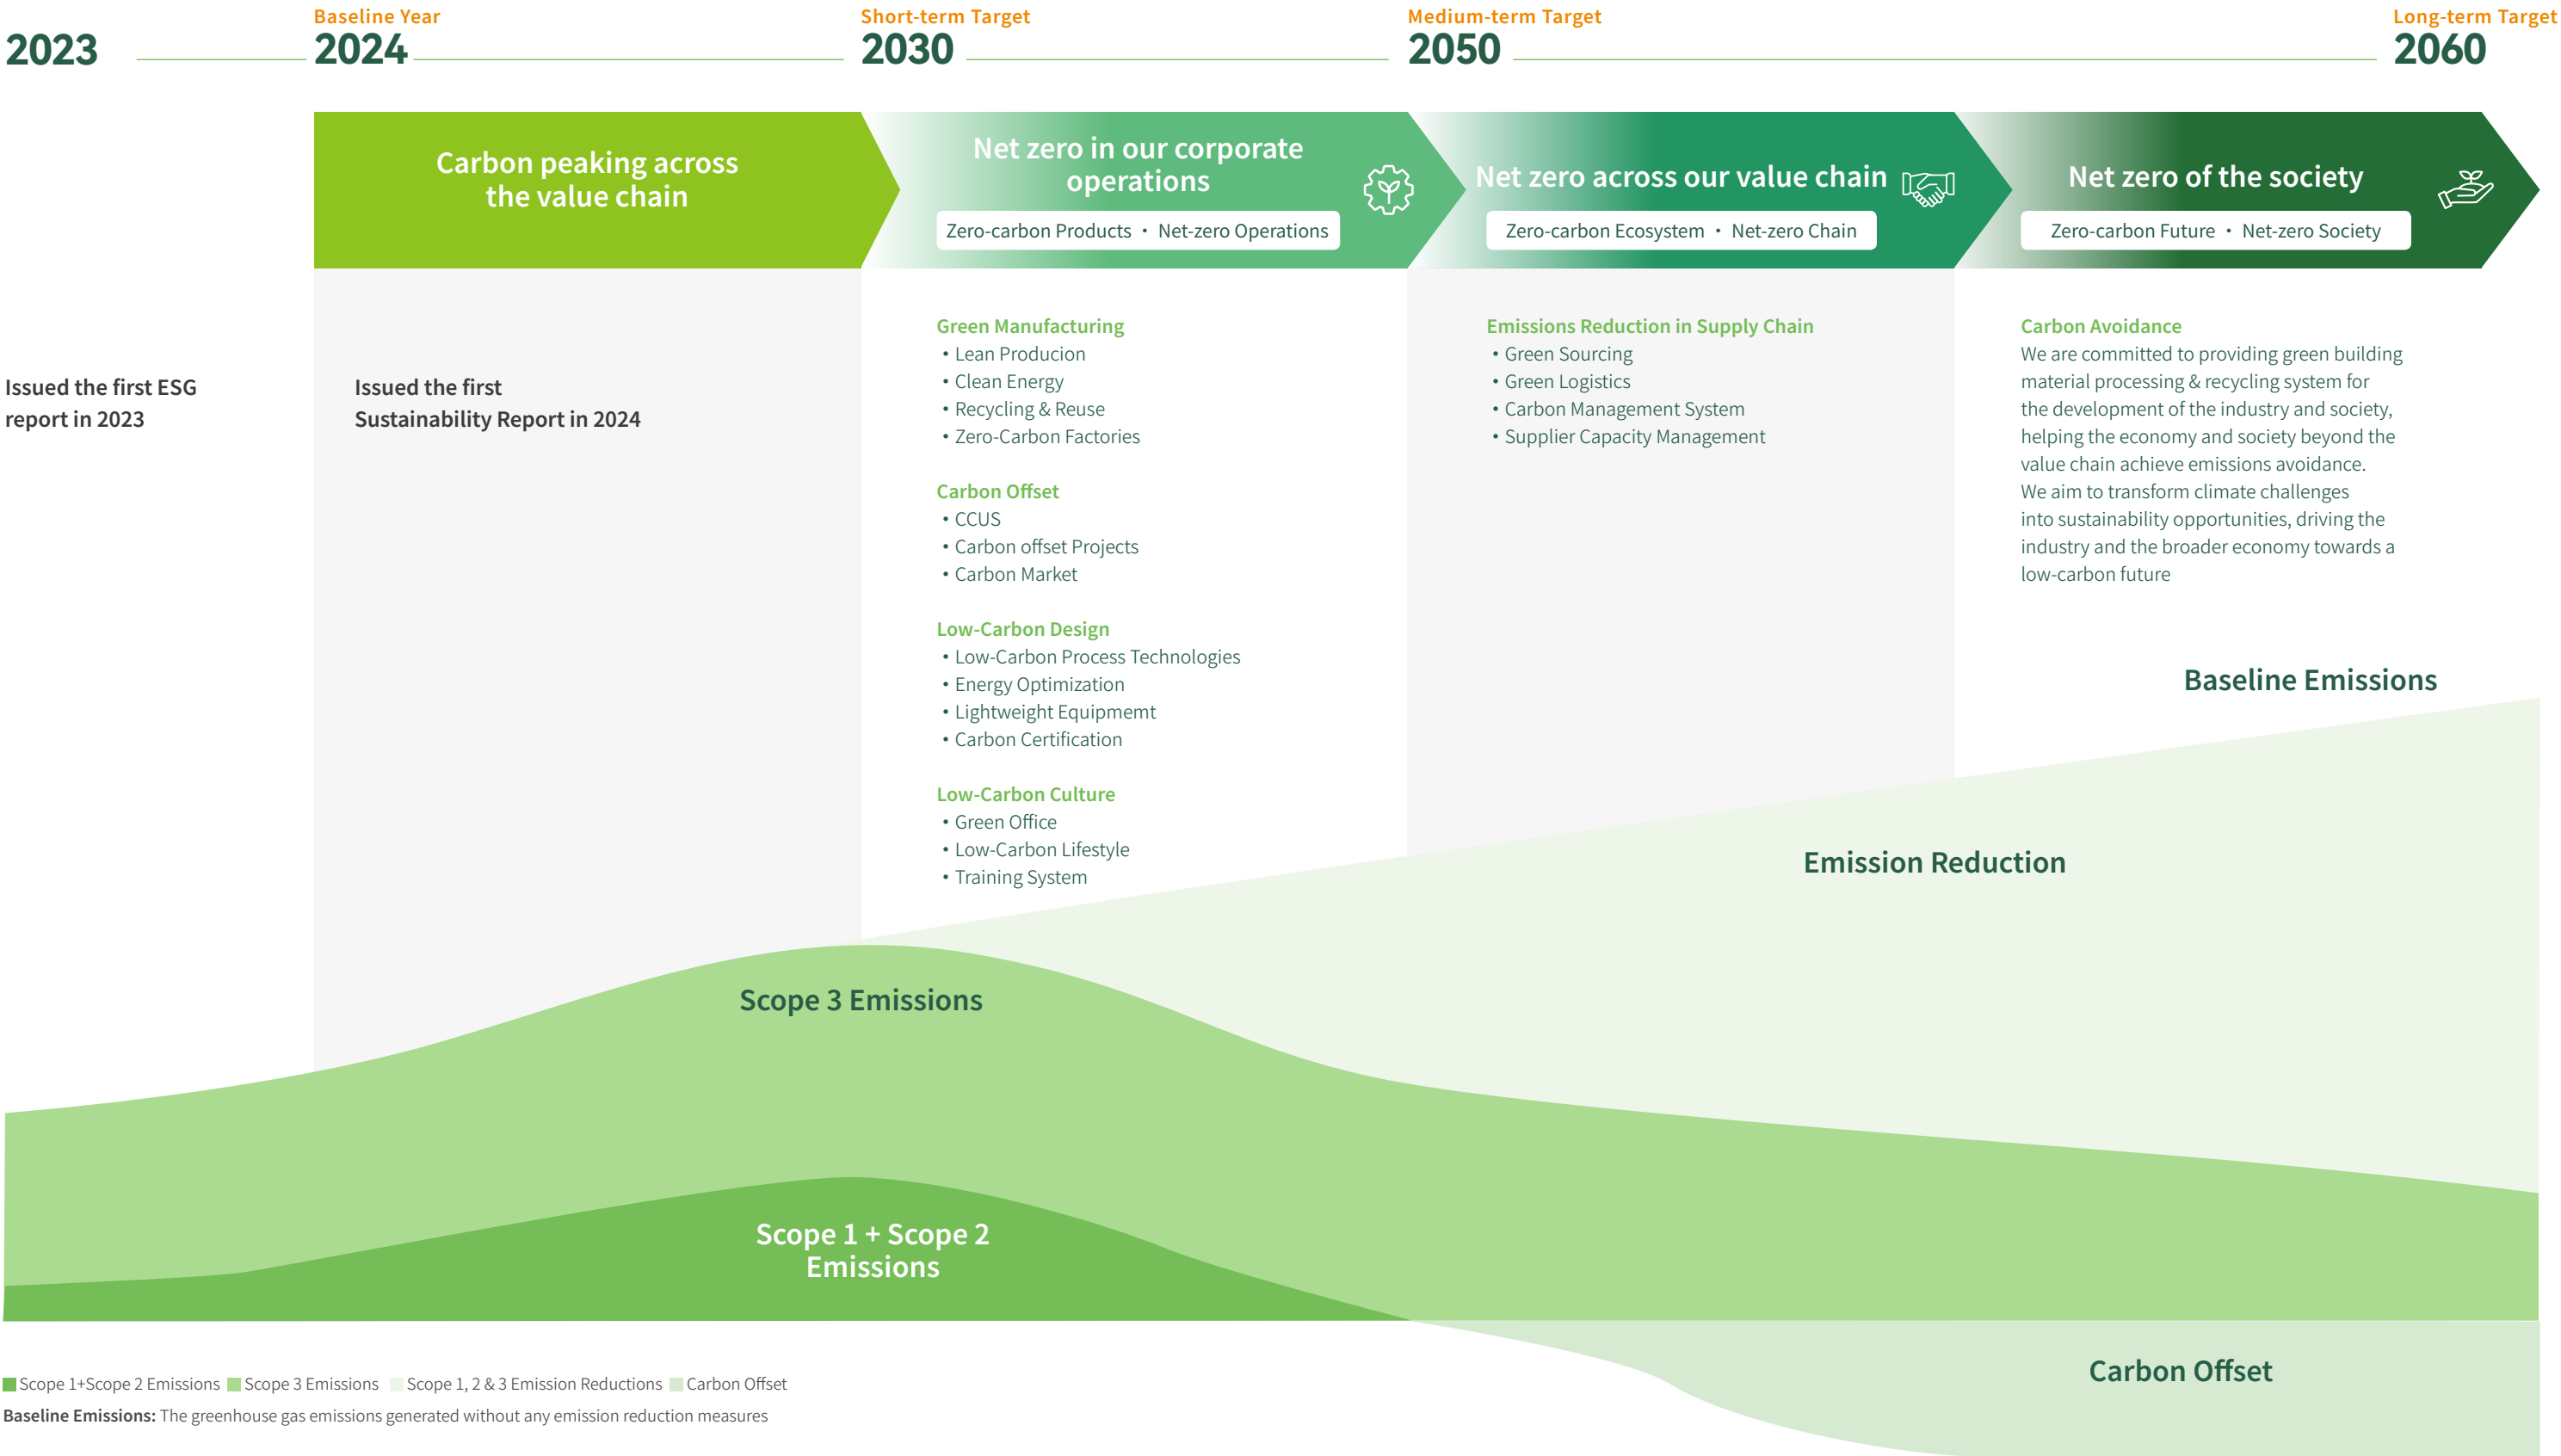 Baseline Year
Short-term Target
Medium-term Target
Long-term Target
2023
2024
2030
2050
2060
Carbon peaking across
the value chain
Net zero in our corporate
operations
Zero-carbon Products・Net-zero Operations
Net zero across our value chain
Zero-carbon Ecosystem・Net-zero Chain
Net zero of the society
Zero-carbon Future・Net-zero Society
Issued the first ESG
report in 2023
Issued the first
Sustainability Report in 2024
Green Manufacturing
・Lean Producion
・Clean Energy
・Recycling & Reuse
・Zero-Carbon Factories
Carbon Offset
・CCUS
・Carbon offset Projects
・Carbon Market
Low-Carbon Design
・Low-Carbon Process Technologies
・Energy Optimization
・Lightweight Equipmemt
・Carbon Certification
Low-Carbon Culture
・Green Office
・Low-Carbon Lifestyle
・Training System
Emissions Reduction in Supply Chain
・Green Sourcing
・Green Logistics
・Carbon Management System
・Supplier Capacity Management
Carbon Avoidance
We are committed to providing green building
material processing & recycling system for
the development of the industry and society,
helping the economy and society beyond the
value chain achieve emissions avoidance.
We aim to transform climate challenges
into sustainability opportunities, driving the
industry and the broader economy towards a
low-carbon future
Baseline Emissions
Emission Reduction
Scope 3 Emissions
Scope 1 + Scope 2
Emissions
Carbon Offset
Scope 1+Scope 2 Emissions
Scope 3 Emissions
Scope 1, 2 & 3 Emission Reductions
Carbon Offset
Baseline Emissions: The greenhouse gas emissions generated without any emission reduction measures